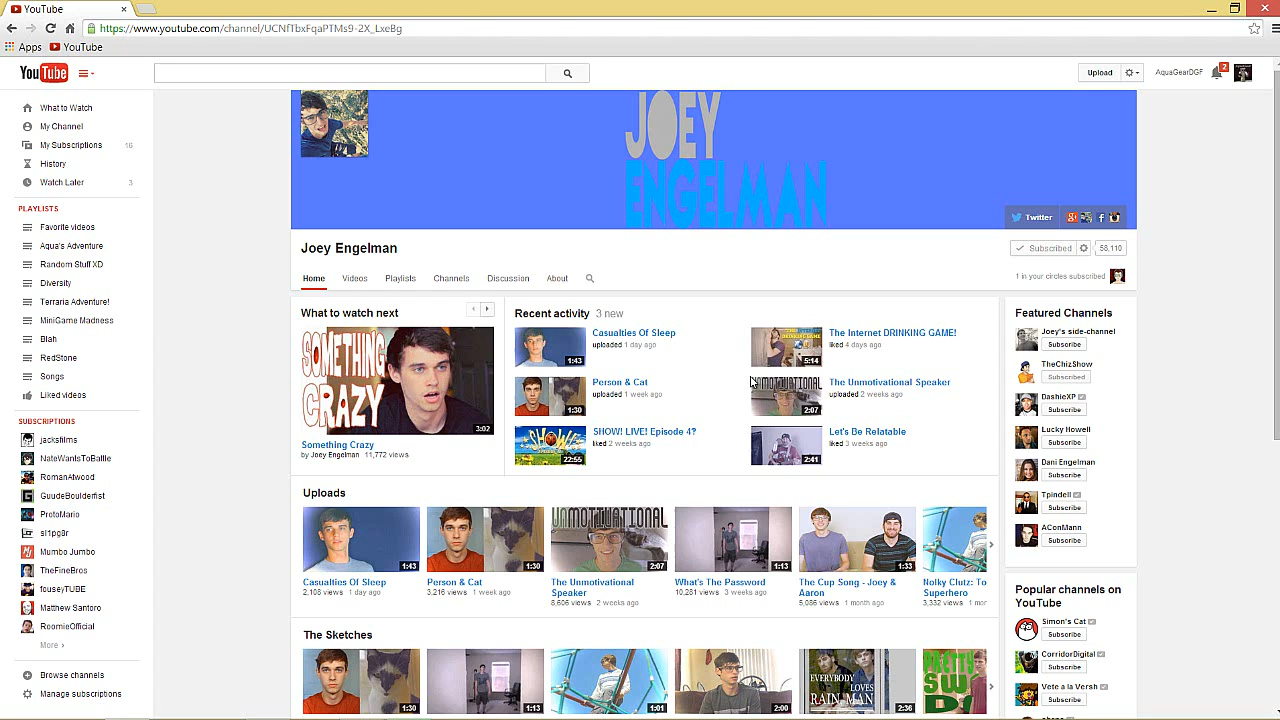 YouTube
https://www.youtube.com/channel/UCNfTbxFqaPTMs9-2X_LxeBg
Apps YouTube
YouTube
Upload
AquaGearDGF
2
What to Watch
My Channel
My Subscriptions 16
History
Watch Later 3
PLAYLISTS
Favorite videos
Aqua's Adventure
Random Stuff XD
Diversity
Terraria Adventure!
MiniGame Madness
Blah
RedStone
Songs
Liked videos
SUBSCRIPTIONS
jacksfilms
NateWantsToBattle
RomanAtwood
GuudeBoulderfist
ProtoMario
sl1pg8r
Mumbo Jumbo
TheFineBros
fouseyTUBE
Matthew Santoro
RoomieOfficial
More ›
Browse channels
Manage subscriptions
JOEY
ENGELMAN
Twitter
Joey Engelman
Subscribed 58,110
Home Videos Playlists Channels Discussion About
1 in your circles subscribed
What to watch next
SOMETHING
CRAZY
3:02
Something Crazy
by Joey Engelman 11,772 views
Recent activity 3 new
1:43
Casualties Of Sleep
uploaded 1 day ago
5:14
The Internet DRINKING GAME!
liked 4 days ago
1:30
Person & Cat
uploaded 1 week ago
UNMOTIVATIONAL
2:07
The Unmotivational Speaker
uploaded 2 weeks ago
SHOW!
22:55
SHOW! LIVE! Episode 4?
liked 2 weeks ago
2:41
Let's Be Relatable
liked 3 weeks ago
Uploads
1:43
Casualties Of Sleep
2,108 views 1 day ago
1:30
Person & Cat
3,216 views 1 week ago
UNMOTIVATIONAL
2:07
The Unmotivational
Speaker
8,606 views 2 weeks ago
1:13
What's The Password
10,281 views 3 weeks ago
1:33
The Cup Song - Joey &
Aaron
5,086 views 1 month ago
Nolky Clutz: To
Superhero
3,332 views 1 mor
The Sketches
1:30
1:13
1:01
2:00
EVERYBODY
LOVES
RAIN MAN
2:36
PRETTY
SW
D
Featured Channels
Joey's side-channel
Subscribe
TheChizShow
Subscribed
DashieXP
Subscribe
Lucky Howell
Subscribe
Dani Engelman
Subscribe
Tpindell
Subscribe
AConMann
Subscribe
Popular channels on
YouTube
Simon's Cat
Subscribe
CorridorDigital
Subscribe
Vete a la Versh
Subscribe